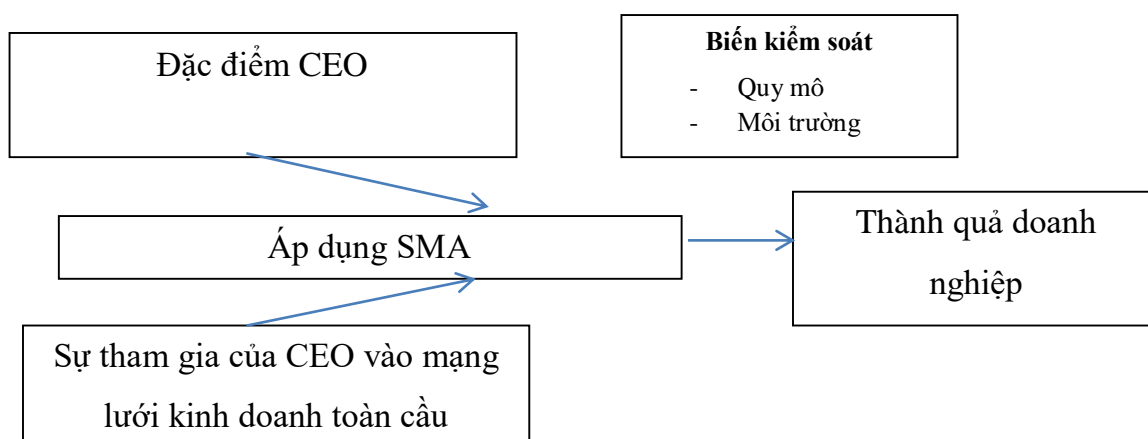 Đặc điểm CEO
Biến kiểm soát
- Quy mô
- Môi trường
Áp dụng SMA
Thành quả doanh
nghiệp
Sự tham gia của CEO vào mạng
lưới kinh doanh toàn cầu